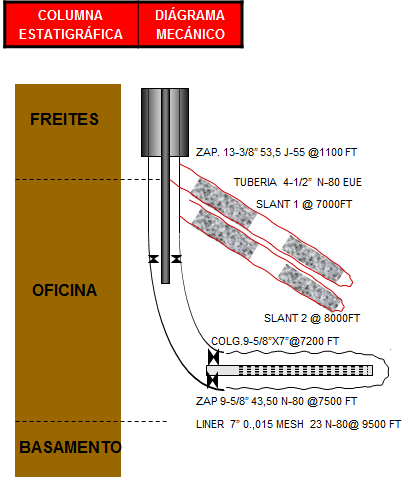 COLUMNA
ESTATIGRÁFICA
DIÁGRAMA
MECÁNICO
FREITES
ZAP. 13-3/8” 53,5 J-55 @1100 FT
TUBERIA 4-1/2” N-80 EUE
SLANT 1 @ 7000FT
OFICINA
SLANT 2 @ 8000FT
COLG.9-5/8”X7”@7200 FT
ZAP 9-5/8” 43,50 N-80 @7500 FT
LINER 7” 0.,015 MESH 23 N-80@ 9500 FT
BASAMENTO